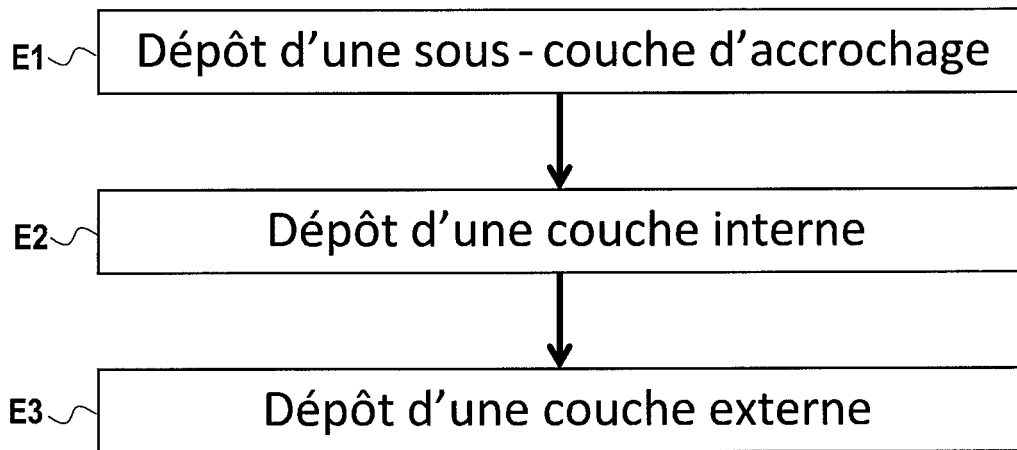 E1 Dépôt d'une sous - couche d'accrochage
E2 Dépôt d'une couche interne
E3 Dépôt d'une couche externe